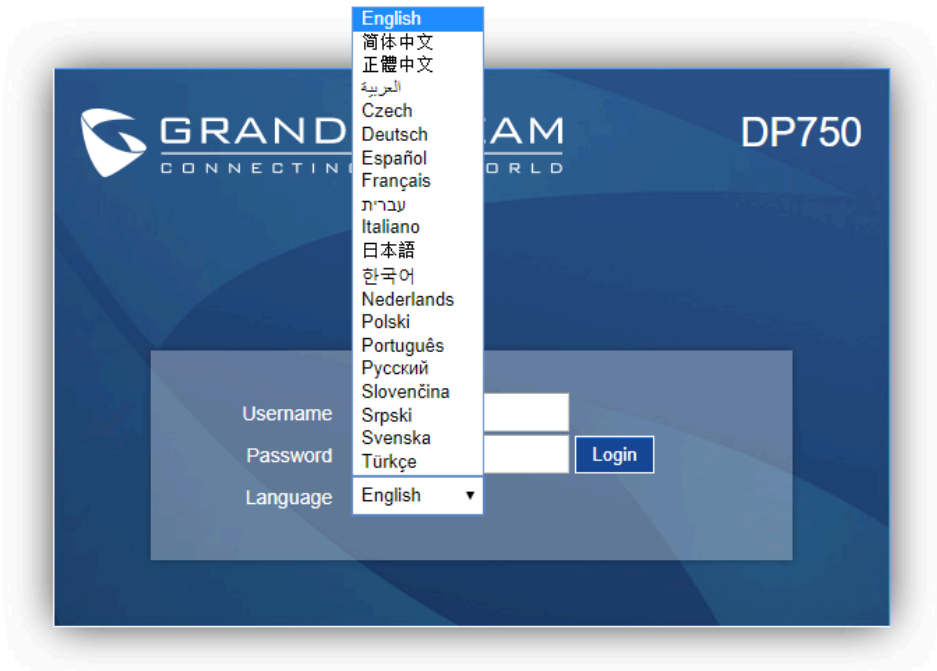 English
简体中文
正體中文
العربية
Czech
Deutsch
Español
Français
עברית
Italiano
日本語
한국어
Nederlands
Polski
Português
Русский
Slovenčina
Srpski
Svenska
Türkçe
GRAND AM
CONNECTIN ORLD
DP750
Username
Password
Login
Language
English